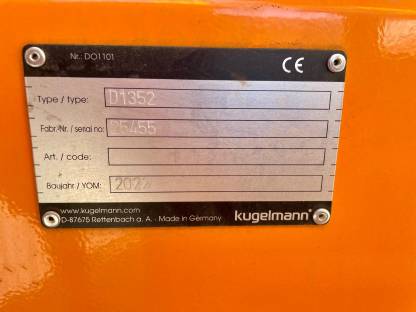 Nr.: DO1101
CE
Type / type: D1352
Fabr.Nr / serial no: 25455
Art. / code:
Baujahr / YOM:
www.kugelmann.com
D-87675 Rettenbach a. A. - Made in Germany
kugelmann